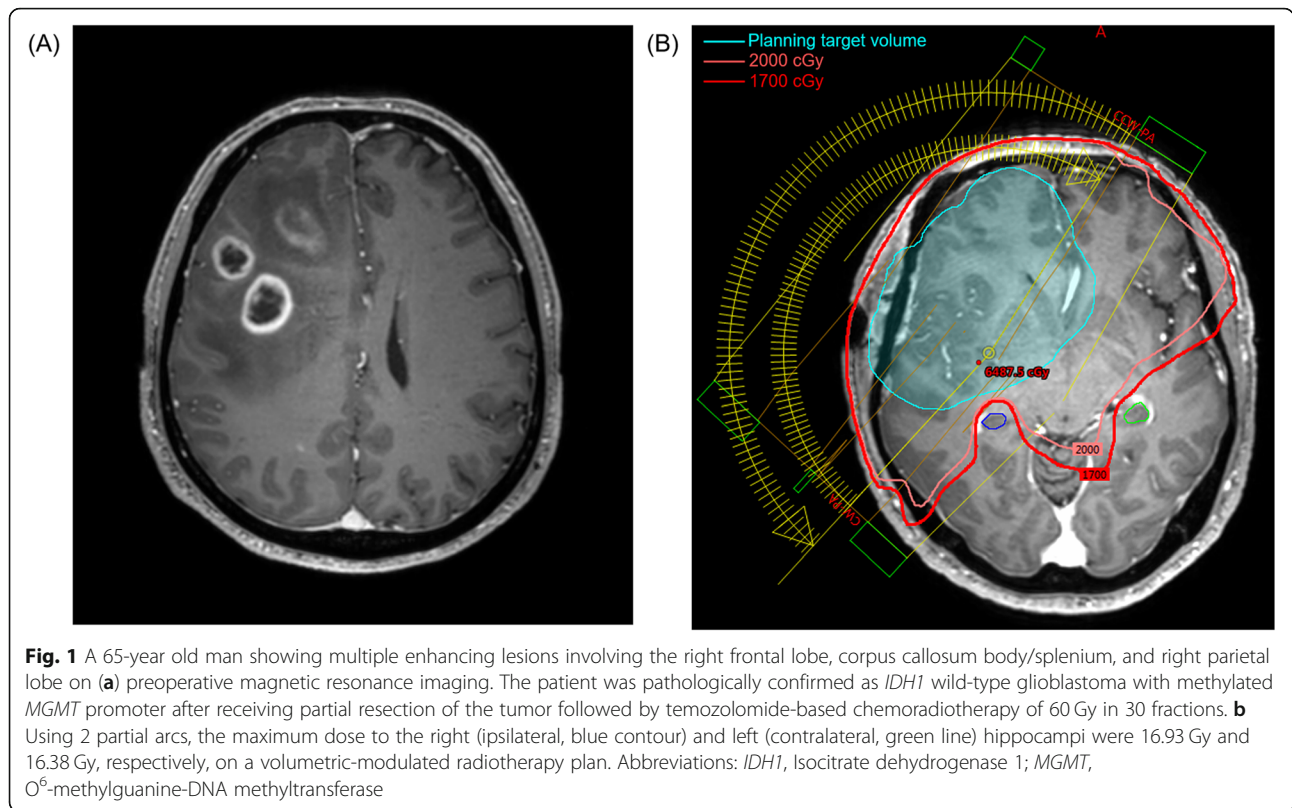 (A)
(B)
Planning target volume
2000 cGy
1700 cGy
A
CCW-PA
6487.5 cGy
2000
1700
CW-PA
Fig. 1 A 65-year old man showing multiple enhancing lesions involving the right frontal lobe, corpus callosum body/splenium, and right parietal
lobe on (a) preoperative magnetic resonance imaging. The patient was pathologically confirmed as IDH1 wild-type glioblastoma with methylated
MGMT promoter after receiving partial resection of the tumor followed by temozolomide-based chemoradiotherapy of 60 Gy in 30 fractions. b
Using 2 partial arcs, the maximum dose to the right (ipsilateral, blue contour) and left (contralateral, green line) hippocampi were 16.93 Gy and
16.38 Gy, respectively, on a volumetric-modulated radiotherapy plan. Abbreviations: IDH1, Isocitrate dehydrogenase 1; MGMT,
O⁶-methylguanine-DNA methyltransferase